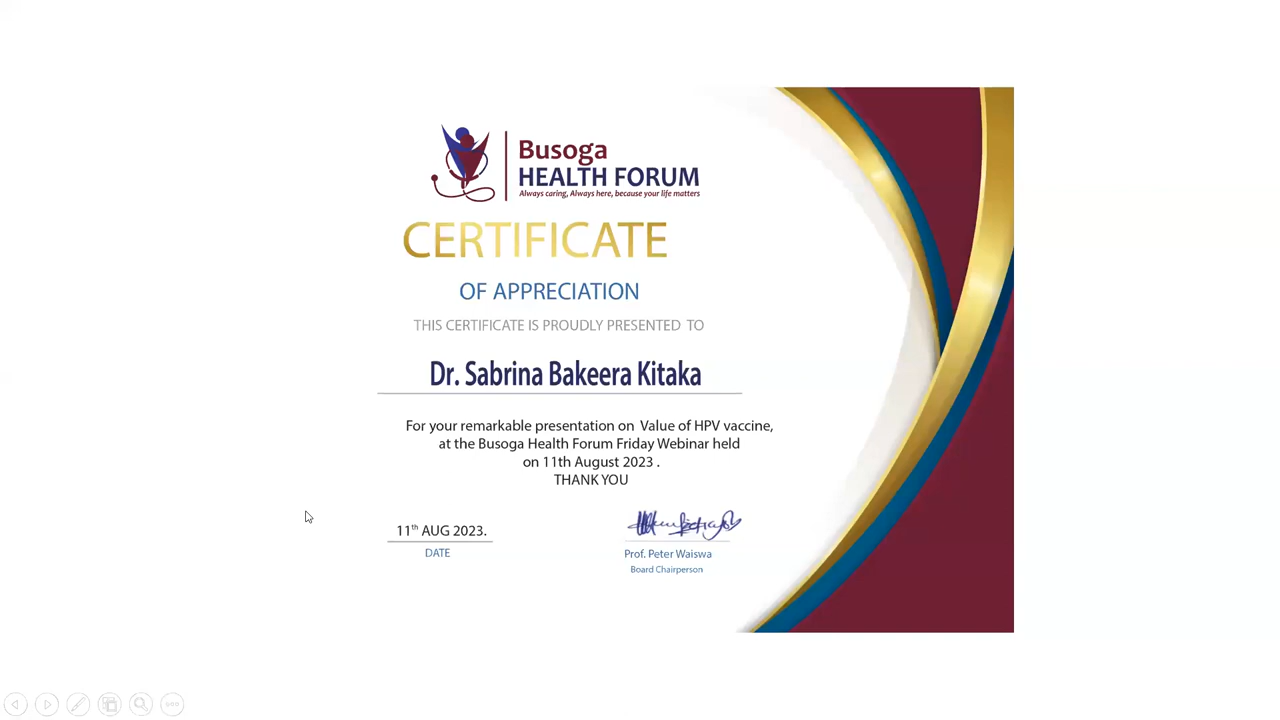 Busoga
HEALTH FORUM
Always caring, Always here, because your life matters
CERTIFICATE
OF APPRECIATION
THIS CERTIFICATE IS PROUDLY PRESENTED TO
Dr. Sabrina Bakeera Kitaka
For your remarkable presentation on Value of HPV vaccine,
at the Busoga Health Forum Friday Webinar held
on 11th August 2023 .
THANK YOU
11th AUG 2023.
DATE
Prof. Peter Waiswa
Board Chairperson